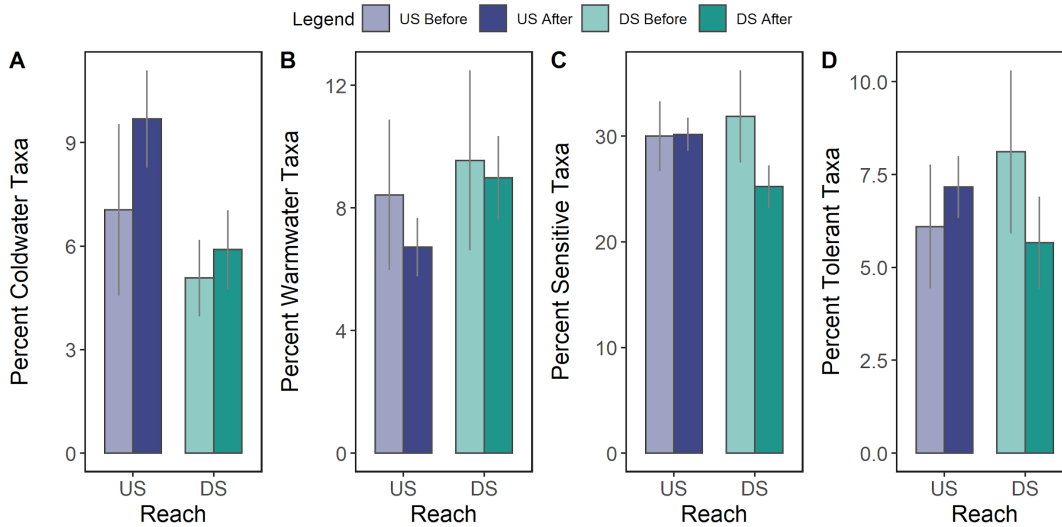 Legend US Before US After DS Before DS After
A
Percent Coldwater Taxa
9
6
3
0
US DS
Reach
B
Percent Warmwater Taxa
12
8
4
0
US DS
Reach
C
Percent Sensitive Taxa
30
20
10
0
US DS
Reach
D
Percent Tolerant Taxa
10.0
7.5
5.0
2.5
0.0
US DS
Reach